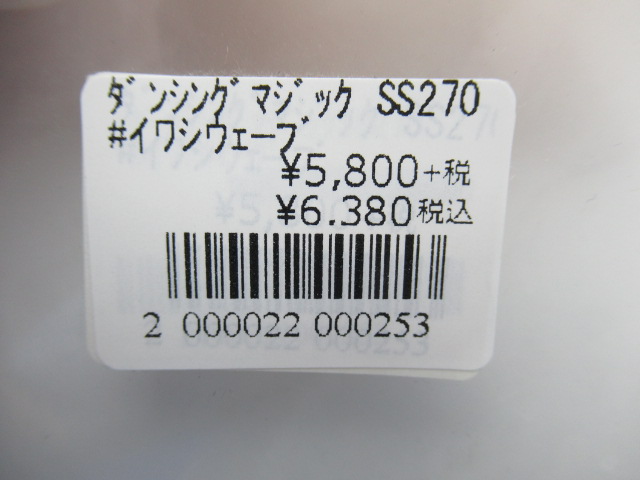 ﾀﾞﾝｼﾝｸﾞ ﾏｼﾞｯｸ SS270
#イワシウェーブ
¥5,800+税
¥6.380税込
2 000022 000253